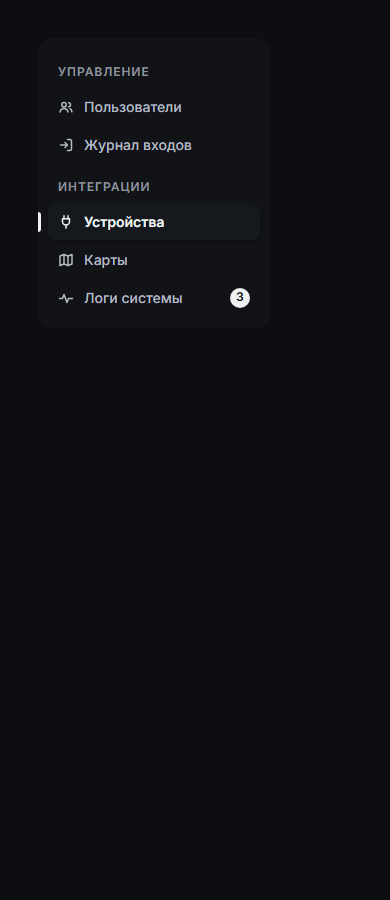 УПРАВЛЕНИЕ
Пользователи
Журнал входов
ИНТЕГРАЦИИ
Устройства
Карты
Логи системы 3